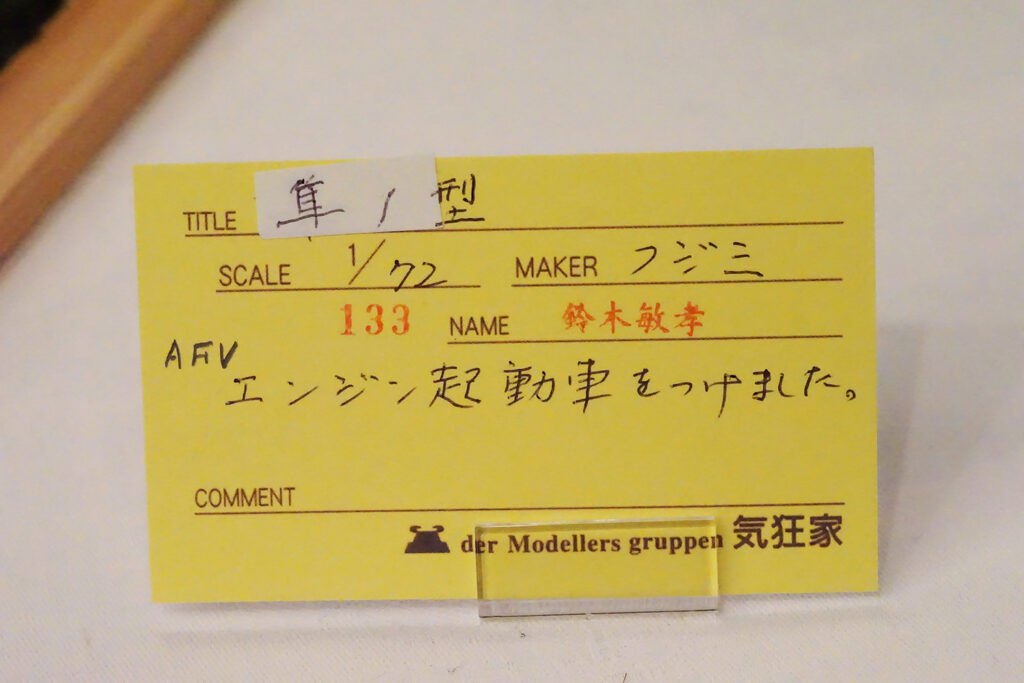 TITLE 隼1型
SCALE 1/72 MAKER フジミ
133 NAME 鈴木敏孝
AFV
エンジン起動車をつけました。
COMMENT
der Modellers gruppen 気狂家